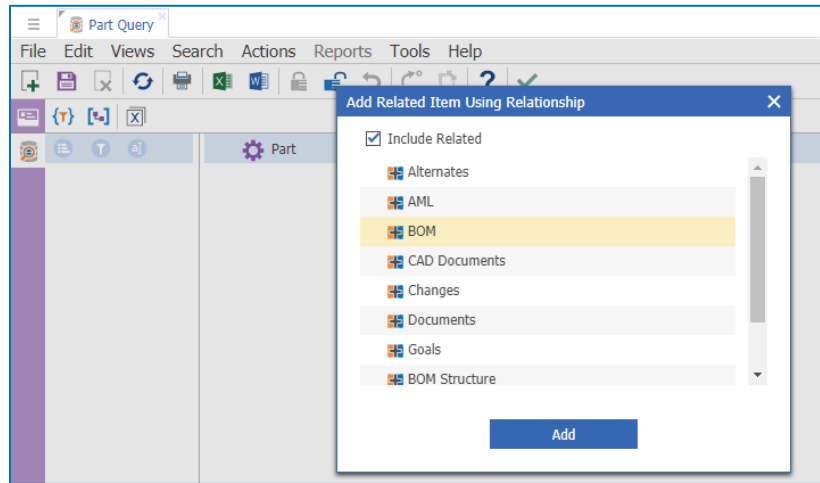 Part Query
File Edit Views Search Actions Reports Tools Help
Add Related Item Using Relationship
Include Related
Part
Alternates
AML
BOM
CAD Documents
Changes
Documents
Goals
BOM Structure
Add